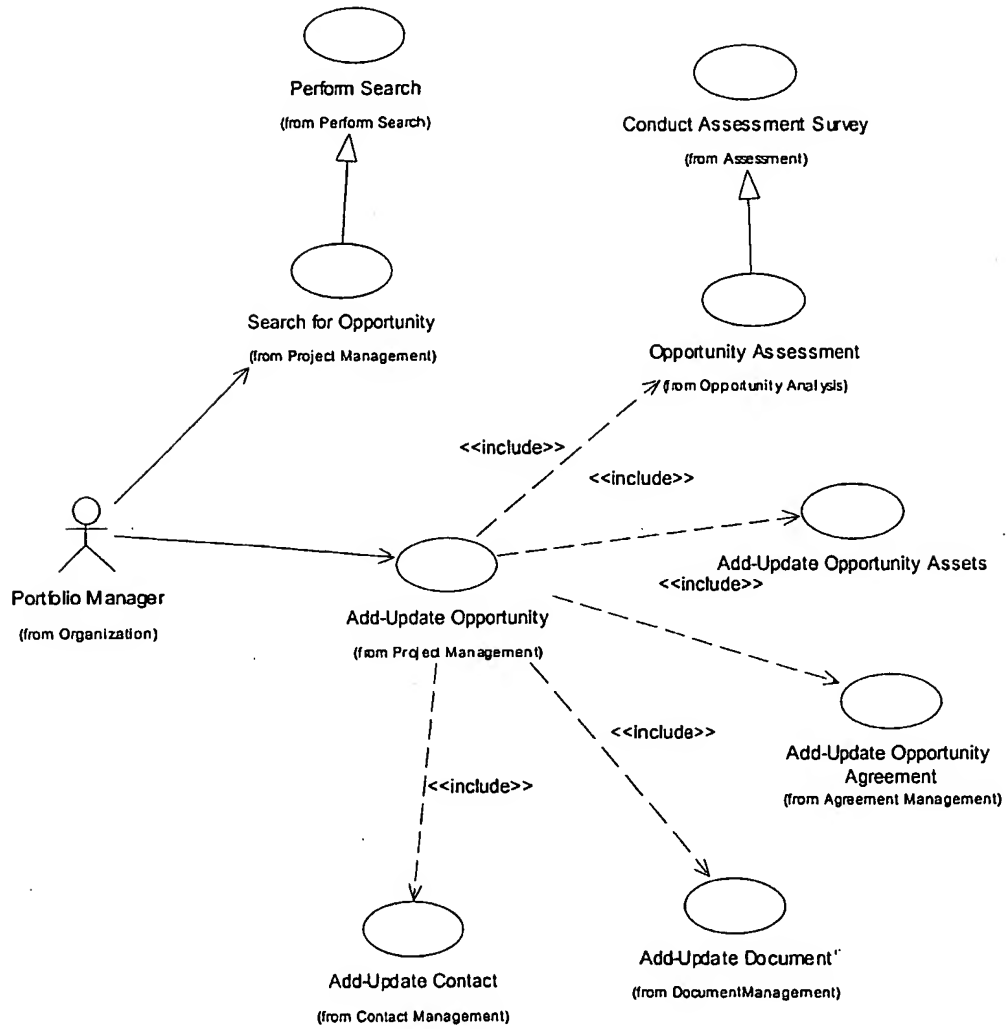 Perform Search
(from Perform Search)
Conduct Assessment Survey
(from Assessment)
Search for Opportunity
(from Project Management)
Opportunity Assessment
(from Opportunity Analysis)
<<include>>
<<include>>
Add-Update Opportunity Assets
<<include>>
Portfolio Manager
(from Organization)
Add-Update Opportunity
(from Project Management)
<<include>>
Add-Update Opportunity
Agreement
(from Agreement Management)
<<include>>
Add-Update Contact
(from Contact Management)
Add-Update Document
(from DocumentManagement)